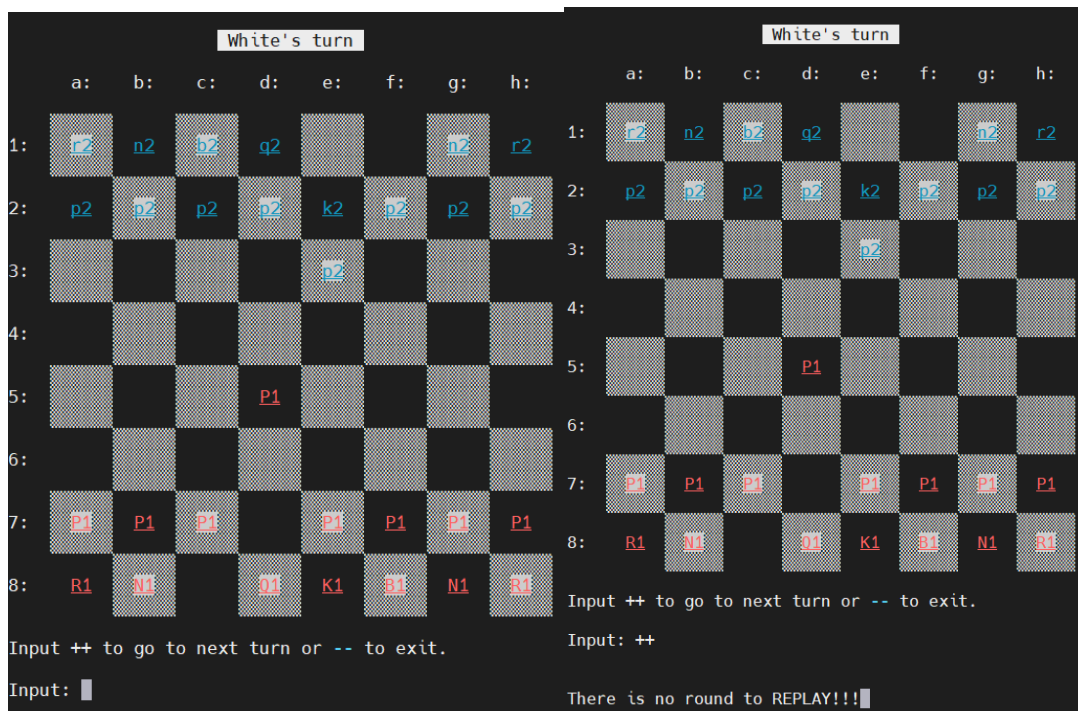 White's turn
a: b: c: d: e: f: g: h:
1: r2 n2 b2 q2 n2 r2
2: p2 p2 p2 p2 k2 p2 p2 p2
3: p2
4:
5: P1
6:
7: P1 P1 P1 P1 P1 P1 P1
8: R1 N1 Q1 K1 B1 N1 R1
Input ++ to go to next turn or -- to exit.
Input:
White's turn
a: b: c: d: e: f: g: h:
1: r2 n2 b2 q2 n2 r2
2: p2 p2 p2 p2 k2 p2 p2 p2
3: p2
4:
5: P1
6:
7: P1 P1 P1 P1 P1 P1 P1
8: R1 N1 Q1 K1 B1 N1 R1
Input ++ to go to next turn or -- to exit.
Input: ++
There is no round to REPLAY!!!